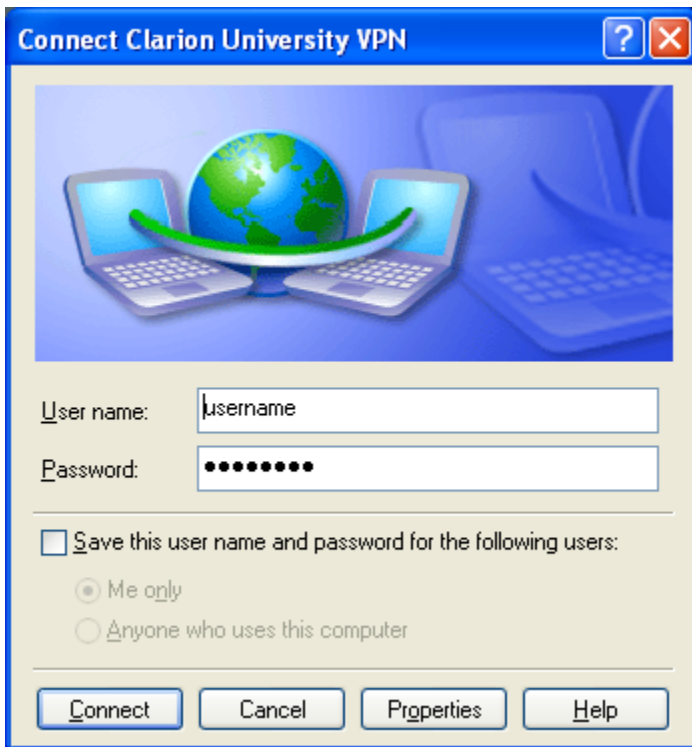 Connect Clarion University VPN
User name:
username
Password:
••••••••
Save this user name and password for the following users:
Me only
Anyone who uses this computer
Connect
Cancel
Properties
Help